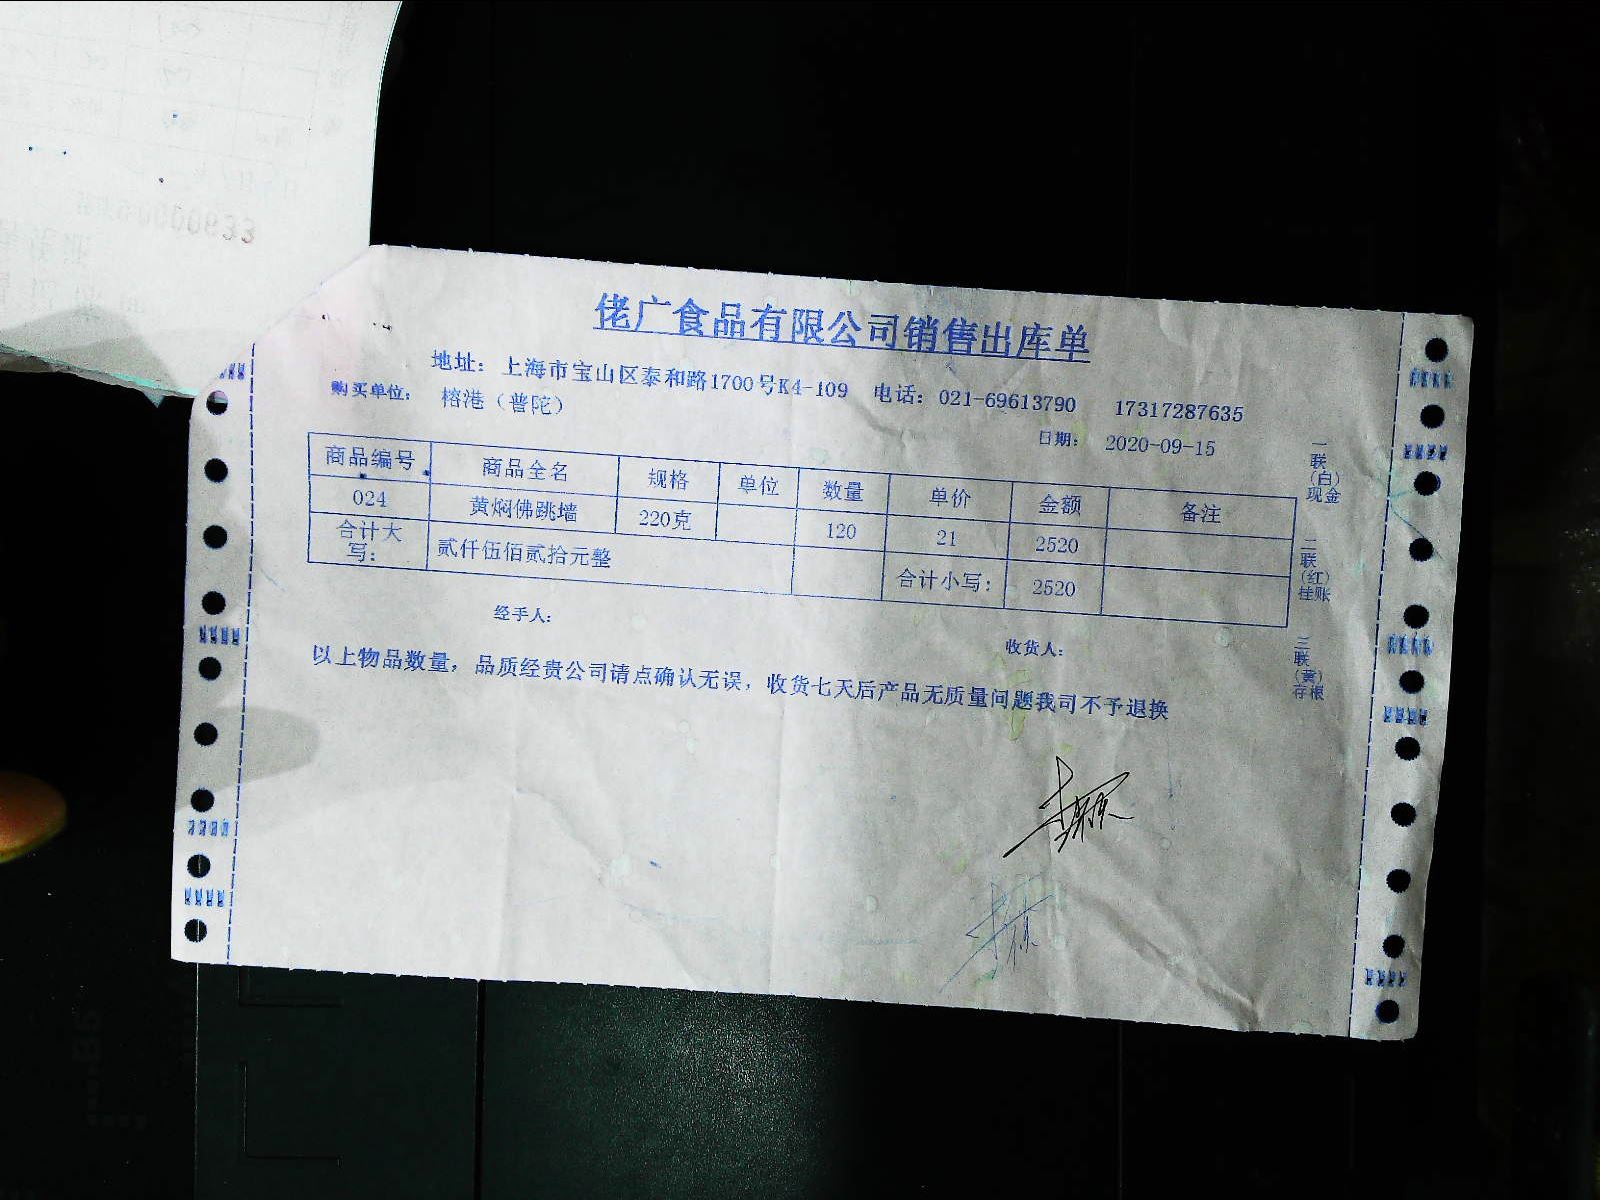 佬广食品有限公司销售出库单
地址：上海市宝山区泰和路1700号K4-109 电话：021-69613790 17317287635
购买单位： 榕港（普陀）
日期： 2020-09-15
商品编号 商品全名 规格 单位 数量 单价 金额 备注
024 黄焖佛跳墙 220克 120 21 2520
合计大写： 贰仟伍佰贰拾元整 合计小写： 2520
经手人： 收货人：
以上物品数量，品质经贵公司请点确认无误，收货七天后产品无质量问题我司不予退换
一联（白）现金
二联（红）挂账
三联（黄）存根